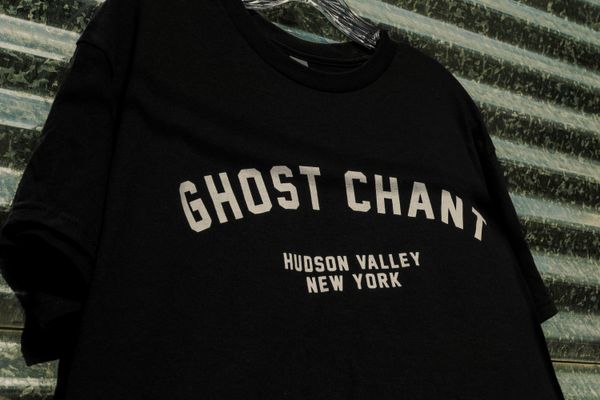 GHOST CHANT
HUDSON VALLEY
NEW YORK